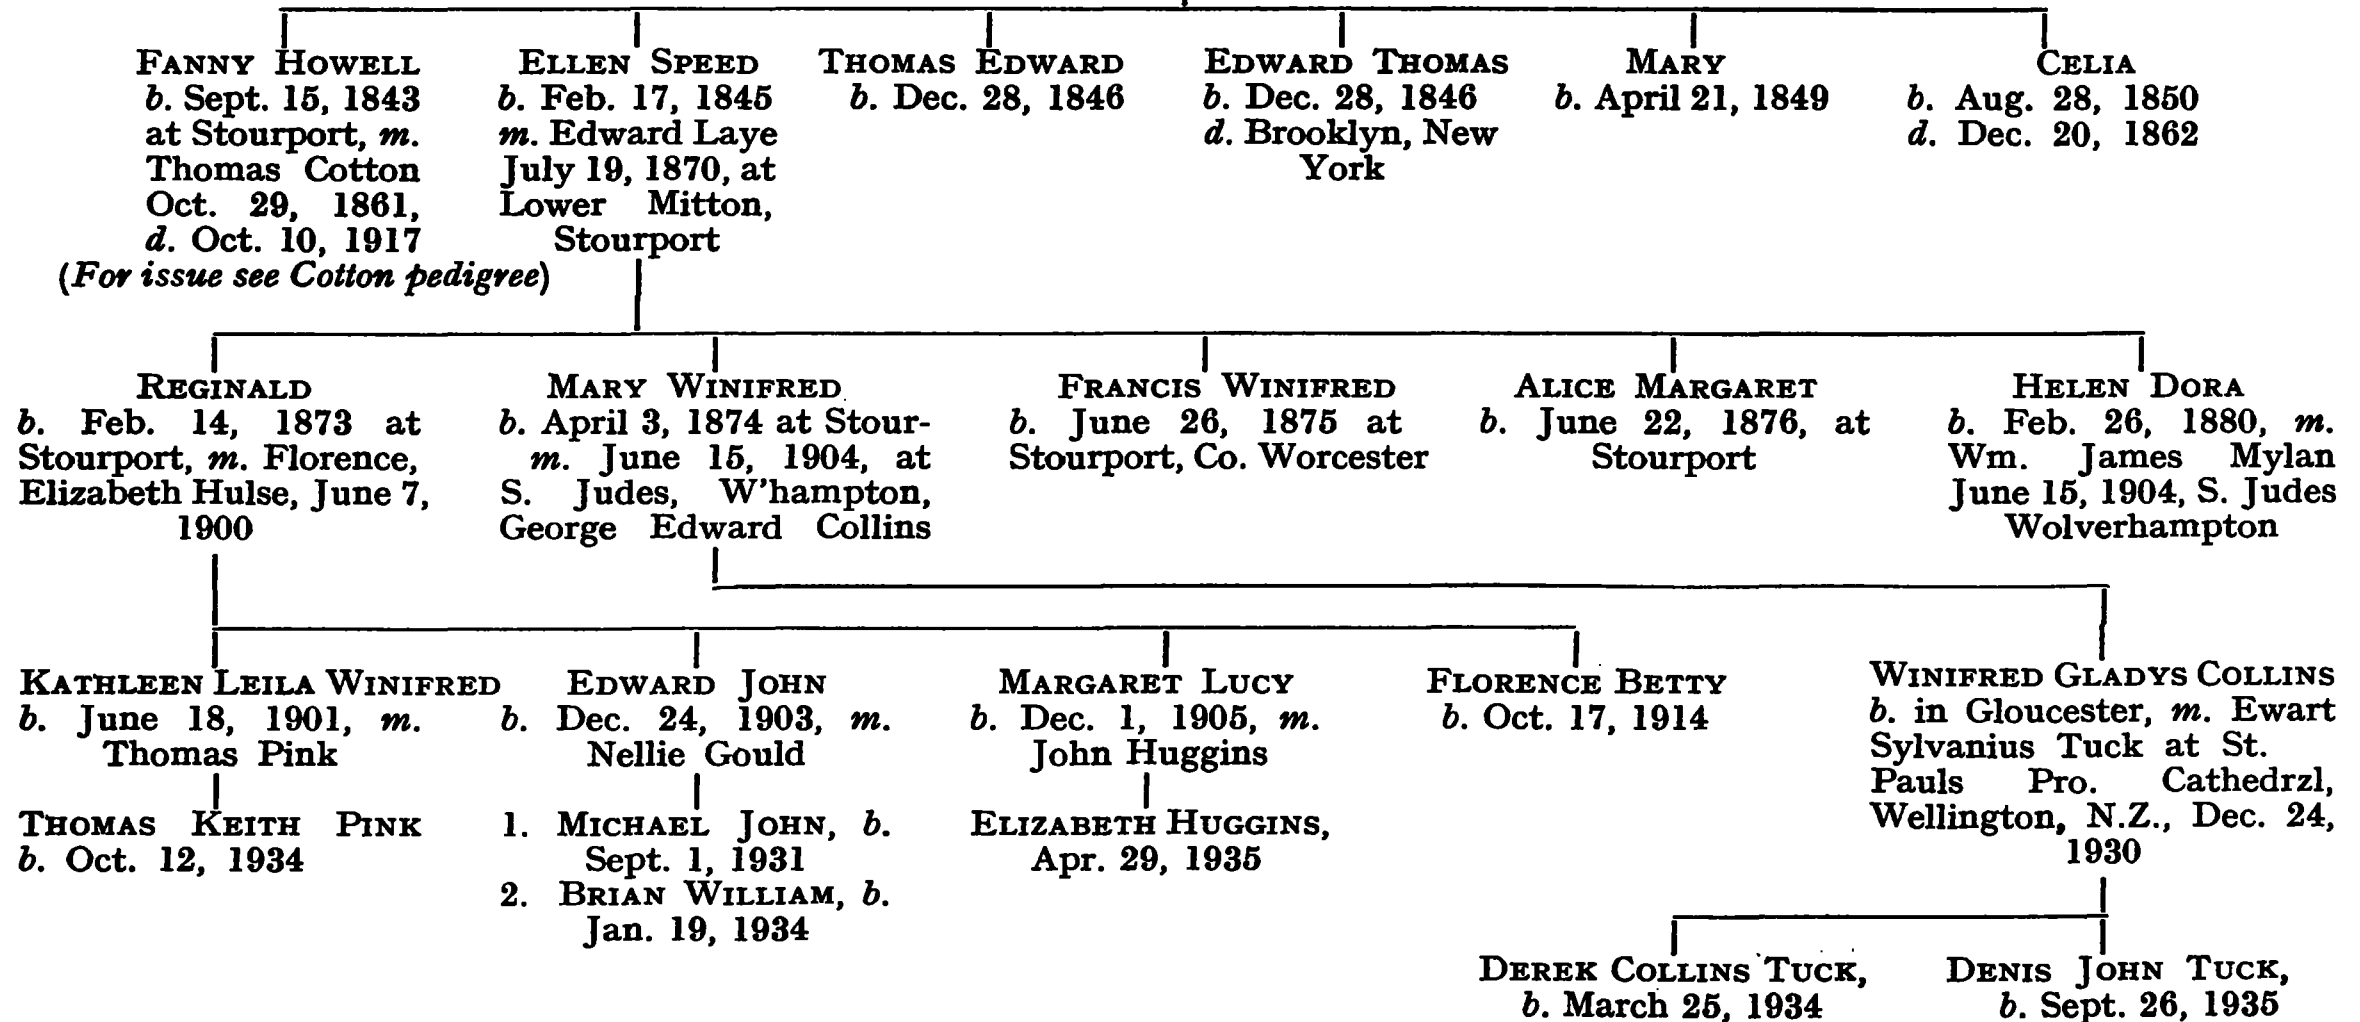 FANNY HOWELL
b. Sept. 15, 1843
at Stourport, m.
Thomas Cotton
Oct. 29, 1861,
d. Oct. 10, 1917
(For issue see Cotton pedigree)
ELLEN SPEED
b. Feb. 17, 1845
m. Edward Laye
July 19, 1870, at
Lower Mitton,
Stourport
THOMAS EDWARD
b. Dec. 28, 1846
EDWARD THOMAS
b. Dec. 28, 1846
d. Brooklyn, New
York
MARY
b. April 21, 1849
CELIA
b. Aug. 28, 1850
d. Dec. 20, 1862
REGINALD
b. Feb. 14, 1873 at
Stourport, m. Florence,
Elizabeth Hulse, June 7,
1900
MARY WINIFRED
b. April 3, 1874 at Stour-
m. June 15, 1904, at
S. Judes, W'hampton,
George Edward Collins
FRANCIS WINIFRED
b. June 26, 1875 at
Stourport, Co. Worcester
ALICE MARGARET
b. June 22, 1876, at
Stourport
HELEN DORA
b. Feb. 26, 1880, m.
Wm. James Mylan
June 15, 1904, S. Judes
Wolverhampton
KATHLEEN LEILA WINIFRED
b. June 18, 1901, m.
Thomas Pink
THOMAS KEITH PINK
b. Oct. 12, 1934
EDWARD JOHN
b. Dec. 24, 1903, m.
Nellie Gould
1. MICHAEL JOHN, b.
Sept. 1, 1931
2. BRIAN WILLIAM, b.
Jan. 19, 1934
MARGARET LUCY
b. Dec. 1, 1905, m.
John Huggins
ELIZABETH HUGGINS,
Apr. 29, 1935
FLORENCE BETTY
b. Oct. 17, 1914
WINIFRED GLADYS COLLINS
b. in Gloucester, m. Ewart
Sylvanius Tuck at St.
Pauls Pro. Cathedrzl,
Wellington, N.Z., Dec. 24,
1930
DEREK COLLINS TUCK,
b. March 25, 1934
DENIS JOHN TUCK,
b. Sept. 26, 1935